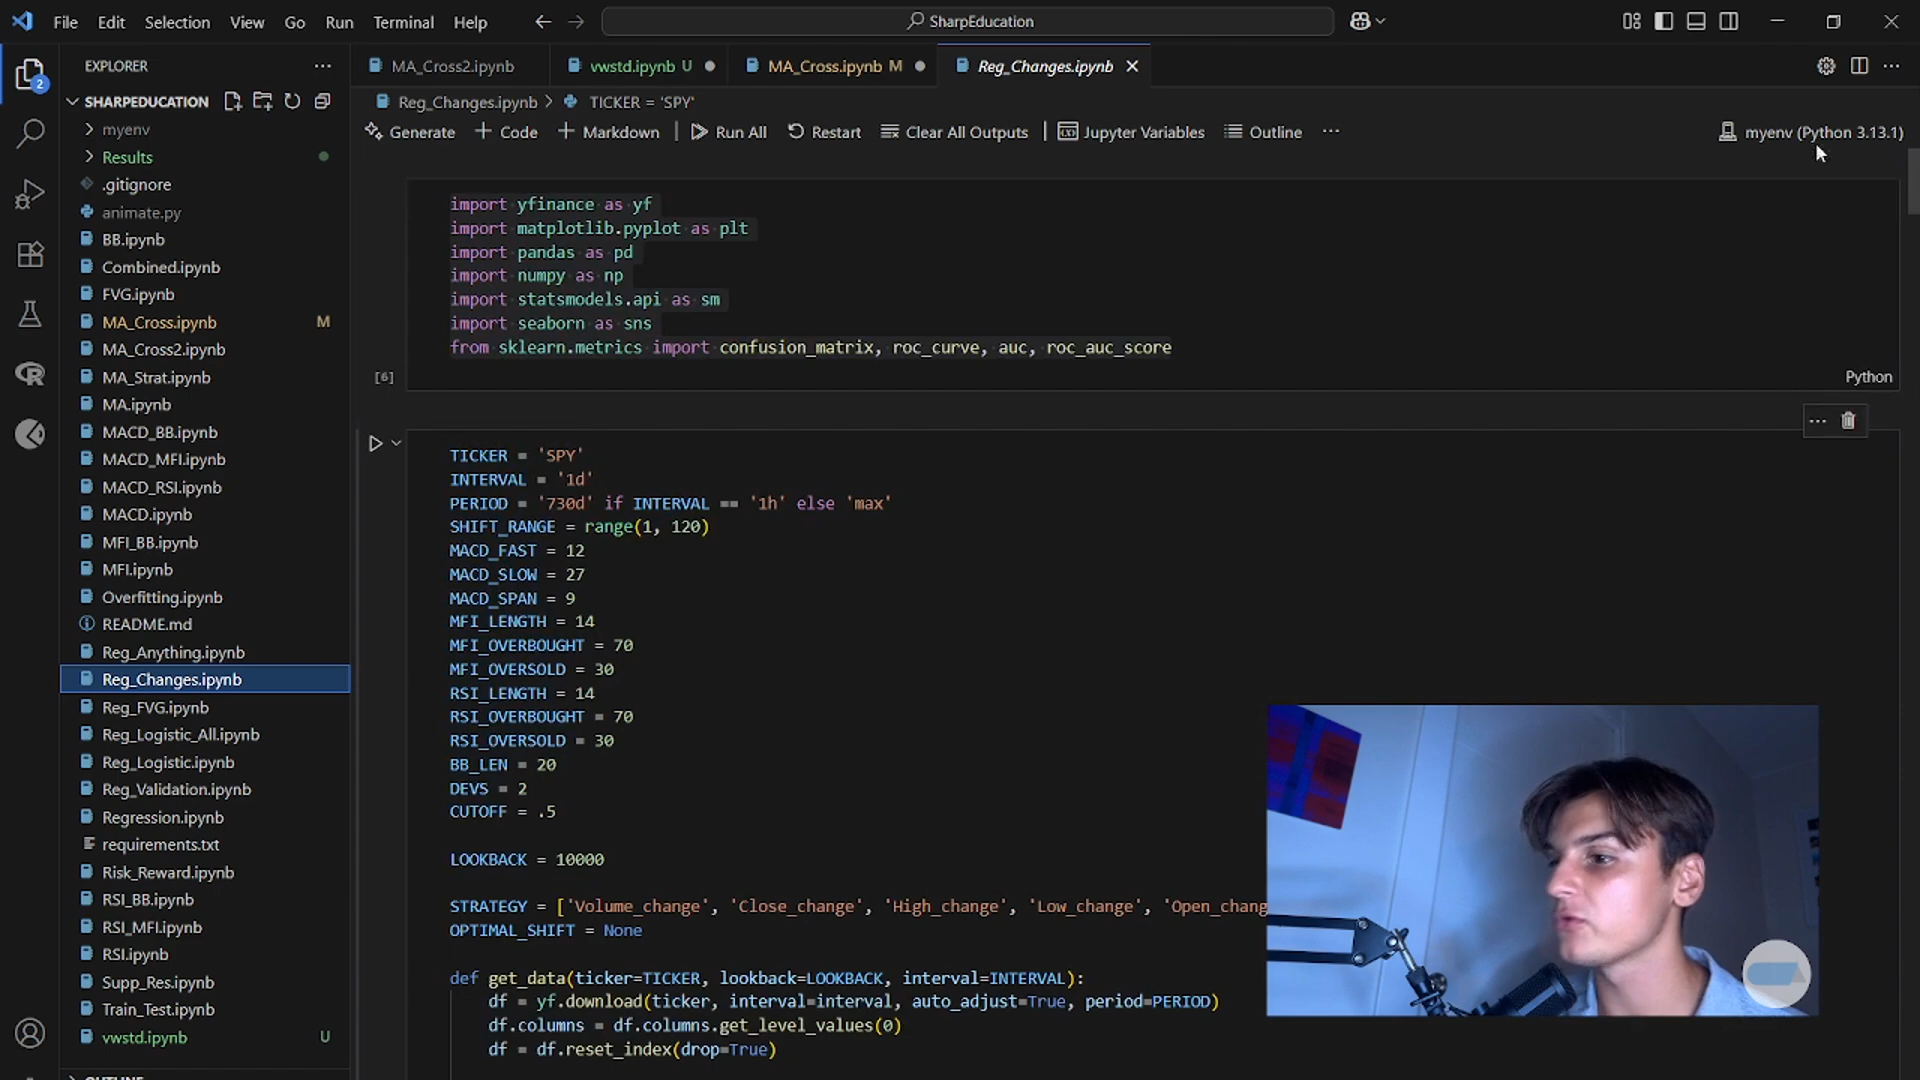 File Edit Selection View Go Run Terminal Help
SharpEducation
EXPLORER
SHARPEDUCATION
myenv
Results
.gitignore
animate.py
BB.ipynb
Combined.ipynb
FVG.ipynb
MA_Cross.ipynb M
MA_Cross2.ipynb
MA_Strat.ipynb
MA.ipynb
MACD_BB.ipynb
MACD_MFI.ipynb
MACD_RSI.ipynb
MACD.ipynb
MFI_BB.ipynb
MFI.ipynb
Overfitting.ipynb
README.md
Reg_Anything.ipynb
Reg_Changes.ipynb
Reg_FVG.ipynb
Reg_Logistic_All.ipynb
Reg_Logistic.ipynb
Reg_Validation.ipynb
Regression.ipynb
requirements.txt
Risk_Reward.ipynb
RSI_BB.ipynb
RSI_MFI.ipynb
RSI.ipynb
Supp_Res.ipynb
Train_Test.ipynb
vwstd.ipynb U
2
MA_Cross2.ipynb vwstd.ipynb U MA_Cross.ipynb M Reg_Changes.ipynb
Reg_Changes.ipynb > TICKER = 'SPY'
Generate + Code + Markdown Run All Restart Clear All Outputs Jupyter Variables Outline ... myenv (Python 3.13.1)
import yfinance as yf
import matplotlib.pyplot as plt
import pandas as pd
import numpy as np
import statsmodels.api as sm
import seaborn as sns
from sklearn.metrics import confusion_matrix, roc_curve, auc, roc_auc_score
[6] Python
TICKER = 'SPY'
INTERVAL = '1d'
PERIOD = '730d' if INTERVAL == '1h' else 'max'
SHIFT_RANGE = range(1, 120)
MACD_FAST = 12
MACD_SLOW = 27
MACD_SPAN = 9
MFI_LENGTH = 14
MFI_OVERBOUGHT = 70
MFI_OVERSOLD = 30
RSI_LENGTH = 14
RSI_OVERBOUGHT = 70
RSI_OVERSOLD = 30
BB_LEN = 20
DEVS = 2
CUTOFF = .5
LOOKBACK = 10000
STRATEGY = ['Volume_change', 'Close_change', 'High_change', 'Low_change', 'Open_chang
OPTIMAL_SHIFT = None
def get_data(ticker=TICKER, lookback=LOOKBACK, interval=INTERVAL):
df = yf.download(ticker, interval=interval, auto_adjust=True, period=PERIOD)
df.columns = df.columns.get_level_values(0)
df = df.reset_index(drop=True)